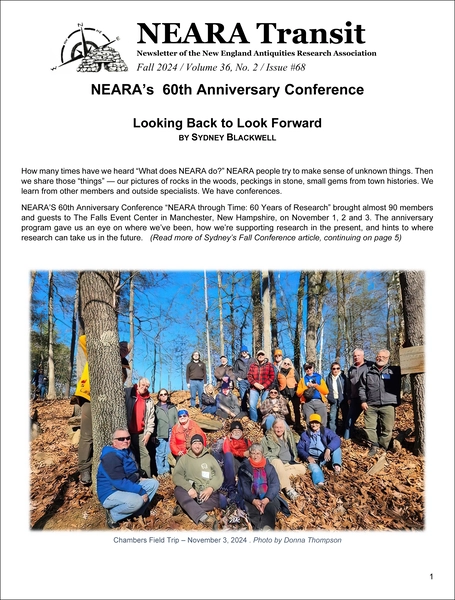 NEARA Transit
Newsletter of the New England Antiquities Research Association
Fall 2024 / Volume 36, No. 2 / Issue #68
NEARA's  60th Anniversary Conference
Looking Back to Look Forward
BY SYDNEY BLACKWELL
How many times have we heard “What does NEARA do?” NEARA people try to make sense of unknown things. Then
we share those “things” — our pictures of rocks in the woods, peckings in stone, small gems from town histories. We
learn from other members and outside specialists. We have conferences.
NEARA'S 60th Anniversary Conference “NEARA through Time: 60 Years of Research” brought almost 90 members
and guests to The Falls Event Center in Manchester, New Hampshire, on November 1, 2 and 3. The anniversary
program gave us an eye on where we've been, how we're supporting research in the present, and hints to where
research can take us in the future.   (Read more of Sydney's Fall Conference article, continuing on page 5)
Chambers Field Trip – November 3, 2024 . Photo by Donna Thompson
1